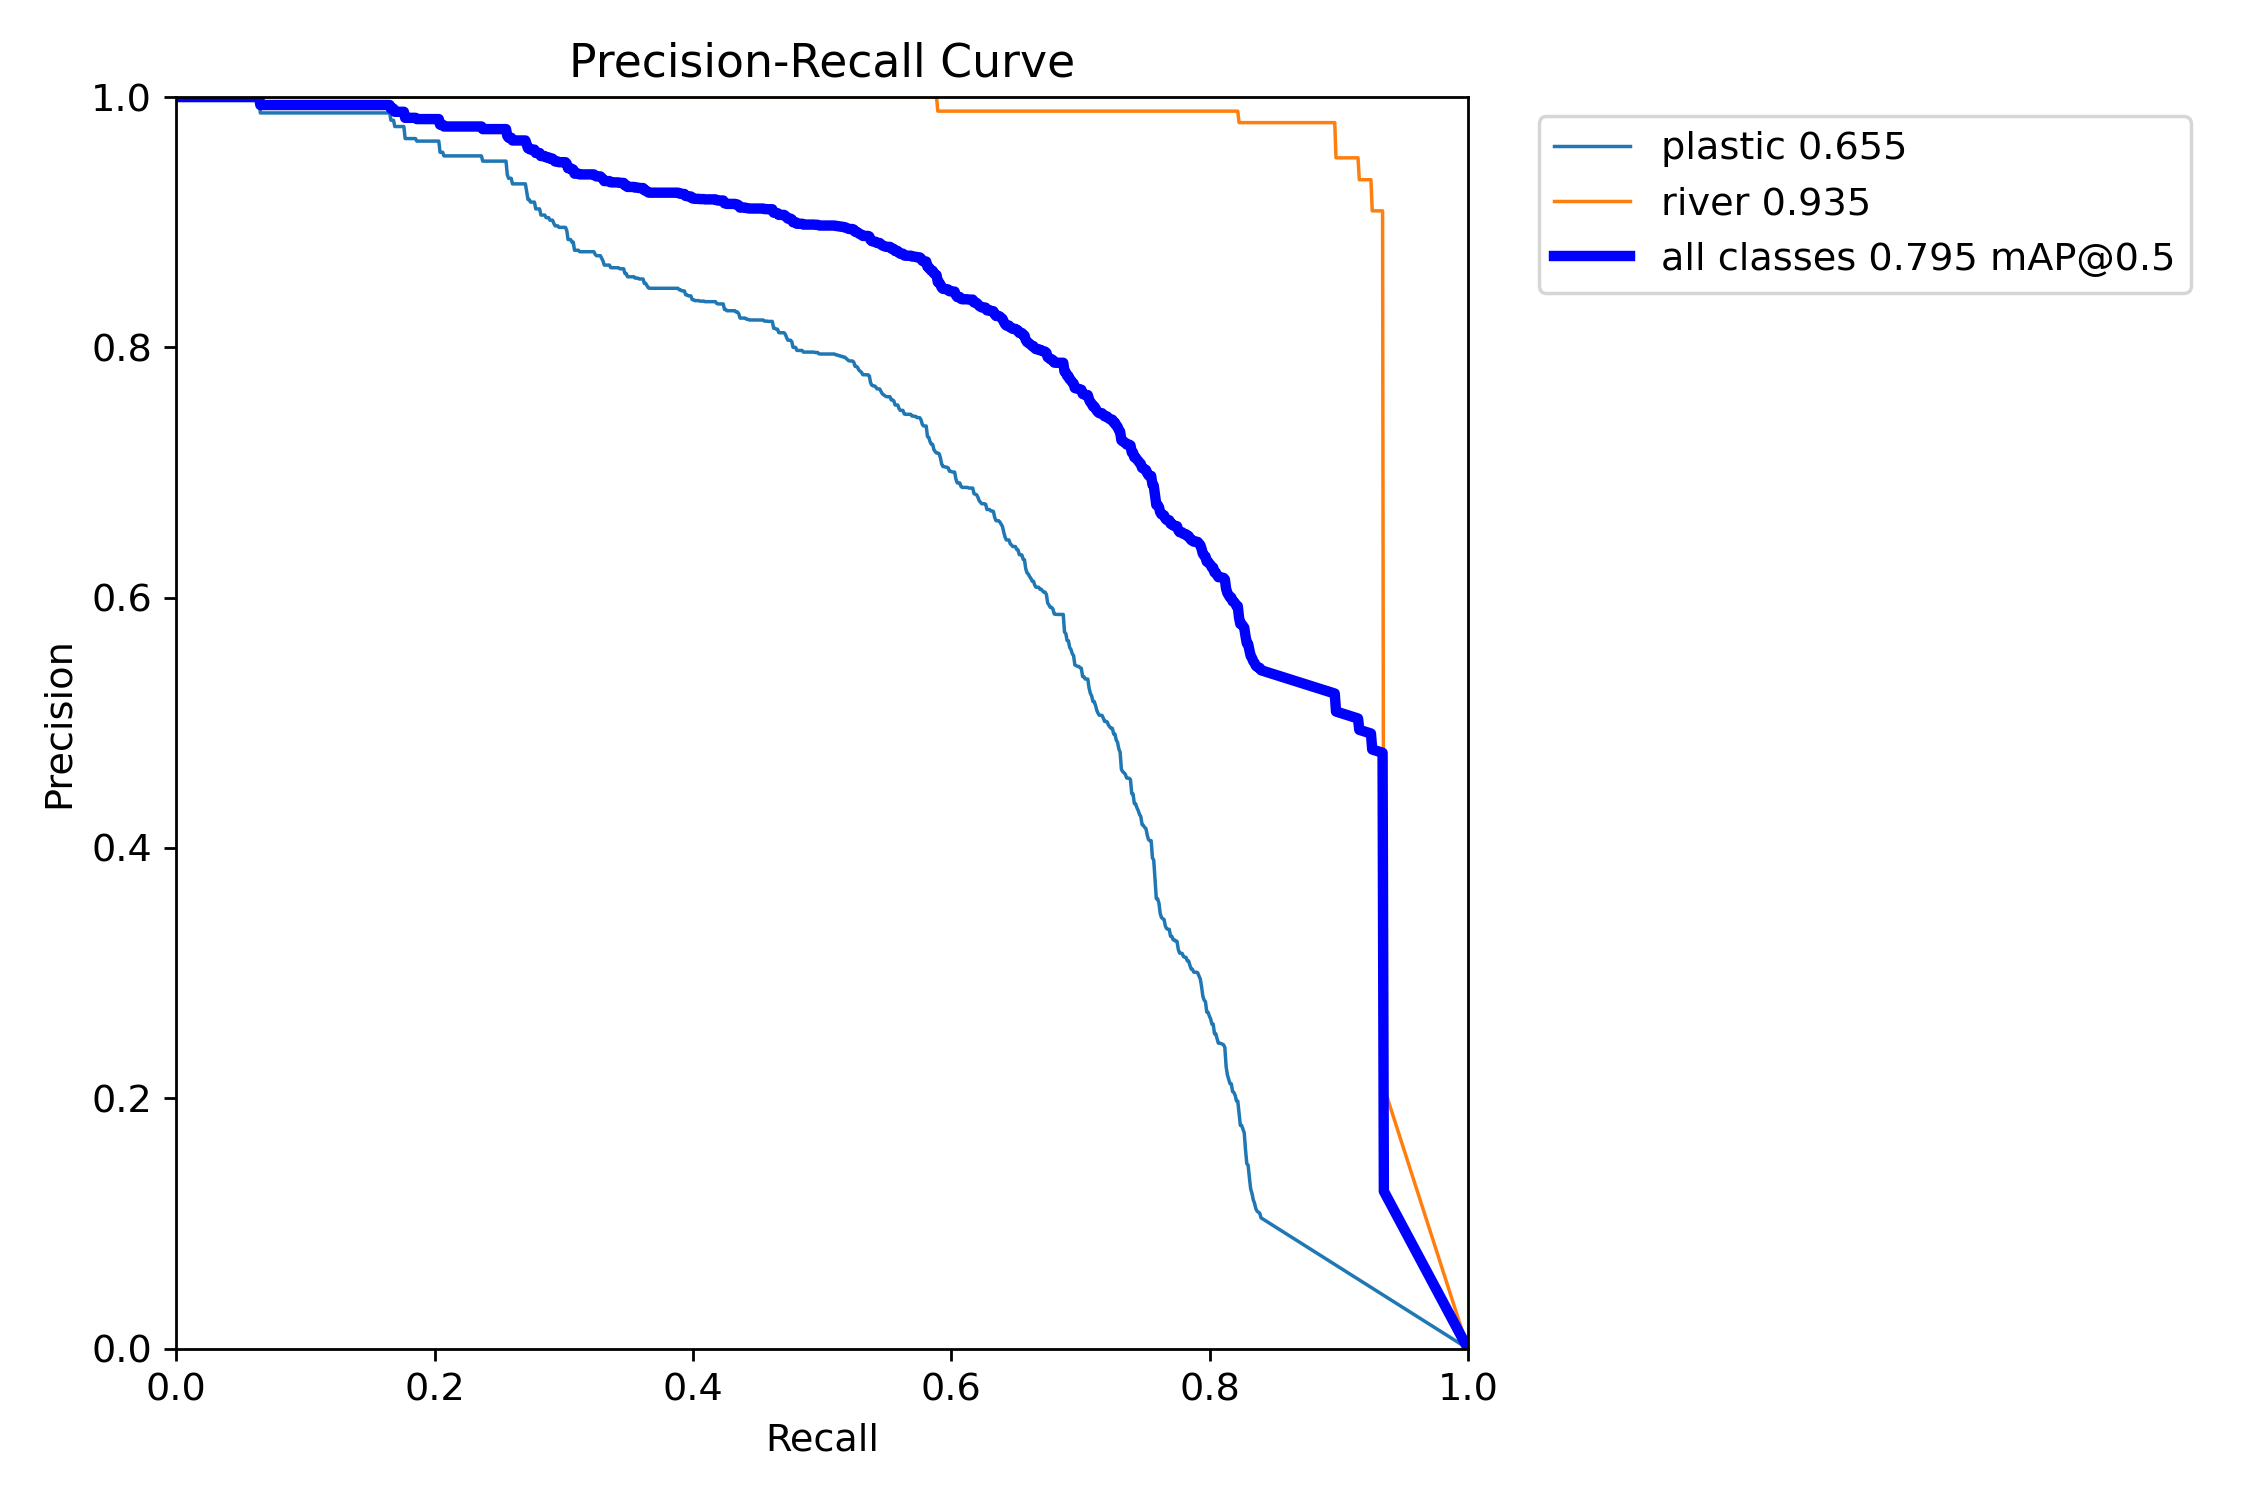 Precision-Recall Curve
1.0
0.8
0.6
0.4
0.2
0.0
Precision
0.0 0.2 0.4 0.6 0.8 1.0
Recall
plastic 0.655
river 0.935
all classes 0.795 mAP@0.5